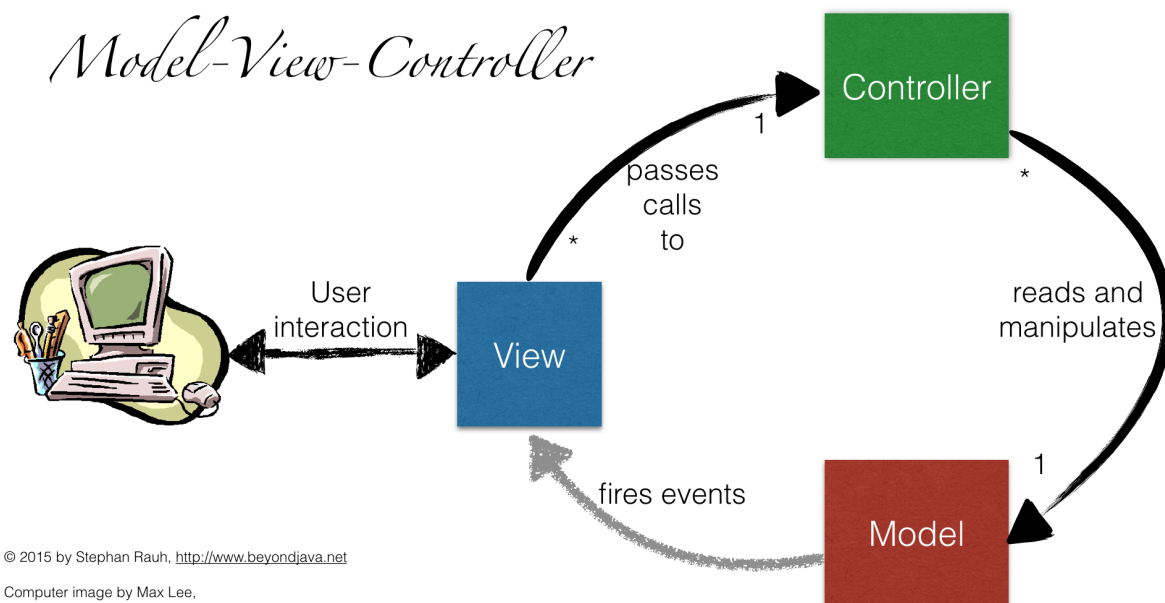 Model-View-Controller
Controller
1
passes
calls
to
*
*
User
interaction
reads and
manipulates
View
1
fires events
Model
© 2015 by Stephan Rauh, http://www.beyondjava.net
Computer image by Max Lee,